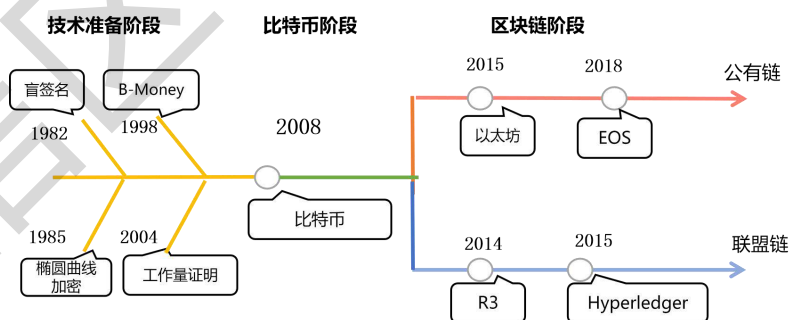 技术准备阶段
比特币阶段
区块链阶段
2015
2018
公有链
盲签名
B-Money
1982
1998
2008
以太坊
EOS
比特币
1985
2004
2014
2015
联盟链
椭圆曲线
加密
工作量证明
R3
Hyperledger